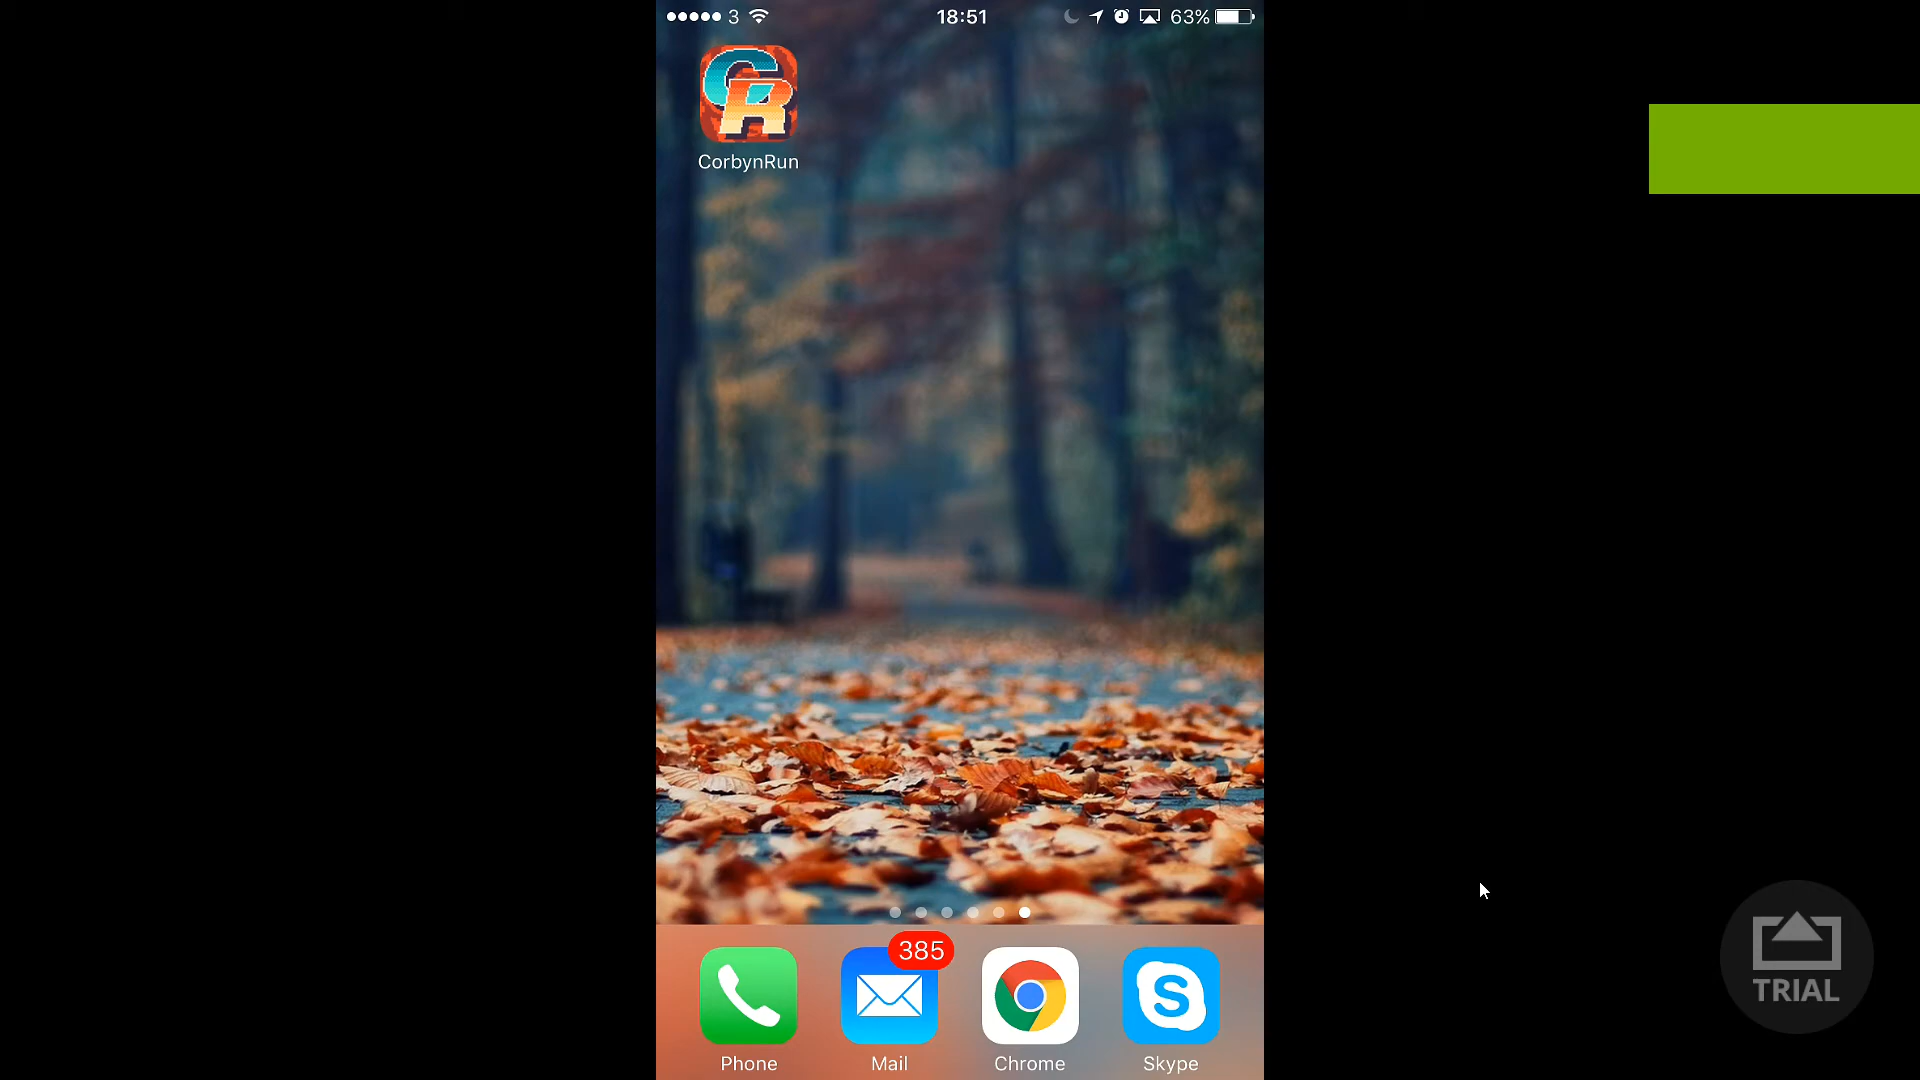 3 18:51 63%
CR
CorbynRun
385
Phone Mail Chrome Skype
S
TRIAL